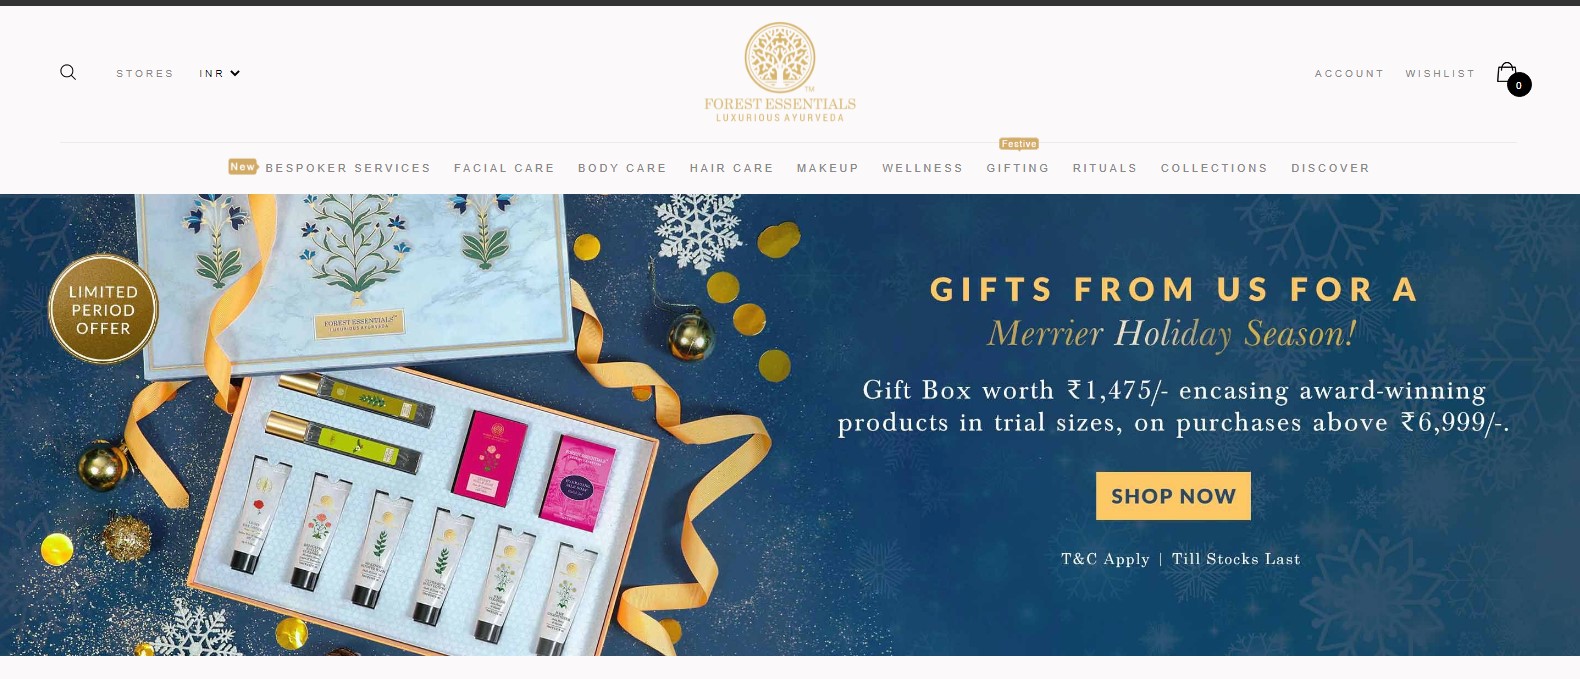 STORES
INR
TM
FOREST ESSENTIALS
LUXURIOUS AYURVEDA
ACCOUNT
WISHLIST
0
New
BESPOKER SERVICES
FACIAL CARE
BODY CARE
HAIR CARE
MAKEUP
WELLNESS
Festive
GIFTING
RITUALS
COLLECTIONS
DISCOVER
LIMITED
PERIOD
OFFER
FOREST ESSENTIALS
LUXURIOUS AYURVEDA
GIFTS FROM US FOR A
Merrier Holiday Season!
Gift Box worth ₹1,475/- encasing award-winning
products in trial sizes, on purchases above ₹6,999/-.
SHOP NOW
T&C Apply | Till Stocks Last